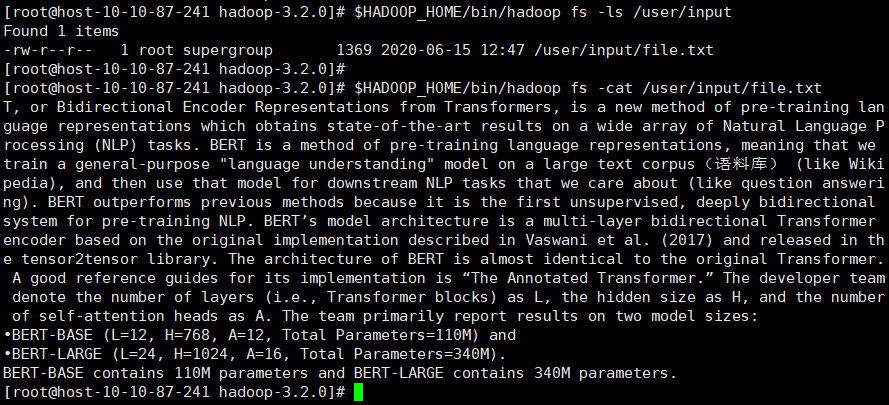 [root@host-10-10-87-241 hadoop-3.2.0]# $HADOOP_HOME/bin/hadoop fs -ls /user/input
Found 1 items
-rw-r--r--   1 root supergroup       1369 2020-06-15 12:47 /user/input/file.txt
[root@host-10-10-87-241 hadoop-3.2.0]#
[root@host-10-10-87-241 hadoop-3.2.0]# $HADOOP_HOME/bin/hadoop fs -cat /user/input/file.txt
T, or Bidirectional Encoder Representations from Transformers, is a new method of pre-training lan
guage representations which obtains state-of-the-art results on a wide array of Natural Language P
rocessing (NLP) tasks. BERT is a method of pre-training language representations, meaning that we
train a general-purpose "language understanding" model on a large text corpus（语料库） (like Wiki
pedia), and then use that model for downstream NLP tasks that we care about (like question answeri
ng). BERT outperforms previous methods because it is the first unsupervised, deeply bidirectional
system for pre-training NLP. BERT’s model architecture is a multi-layer bidirectional Transformer
encoder based on the original implementation described in Vaswani et al. (2017) and released in th
e tensor2tensor library. The architecture of BERT is almost identical to the original Transformer.
 A good reference guides for its implementation is “The Annotated Transformer.” The developer team
 denote the number of layers (i.e., Transformer blocks) as L, the hidden size as H, and the number
 of self-attention heads as A. The team primarily report results on two model sizes:
•BERT-BASE (L=12, H=768, A=12, Total Parameters=110M) and
•BERT-LARGE (L=24, H=1024, A=16, Total Parameters=340M).
BERT-BASE contains 110M parameters and BERT-LARGE contains 340M parameters.
[root@host-10-10-87-241 hadoop-3.2.0]#